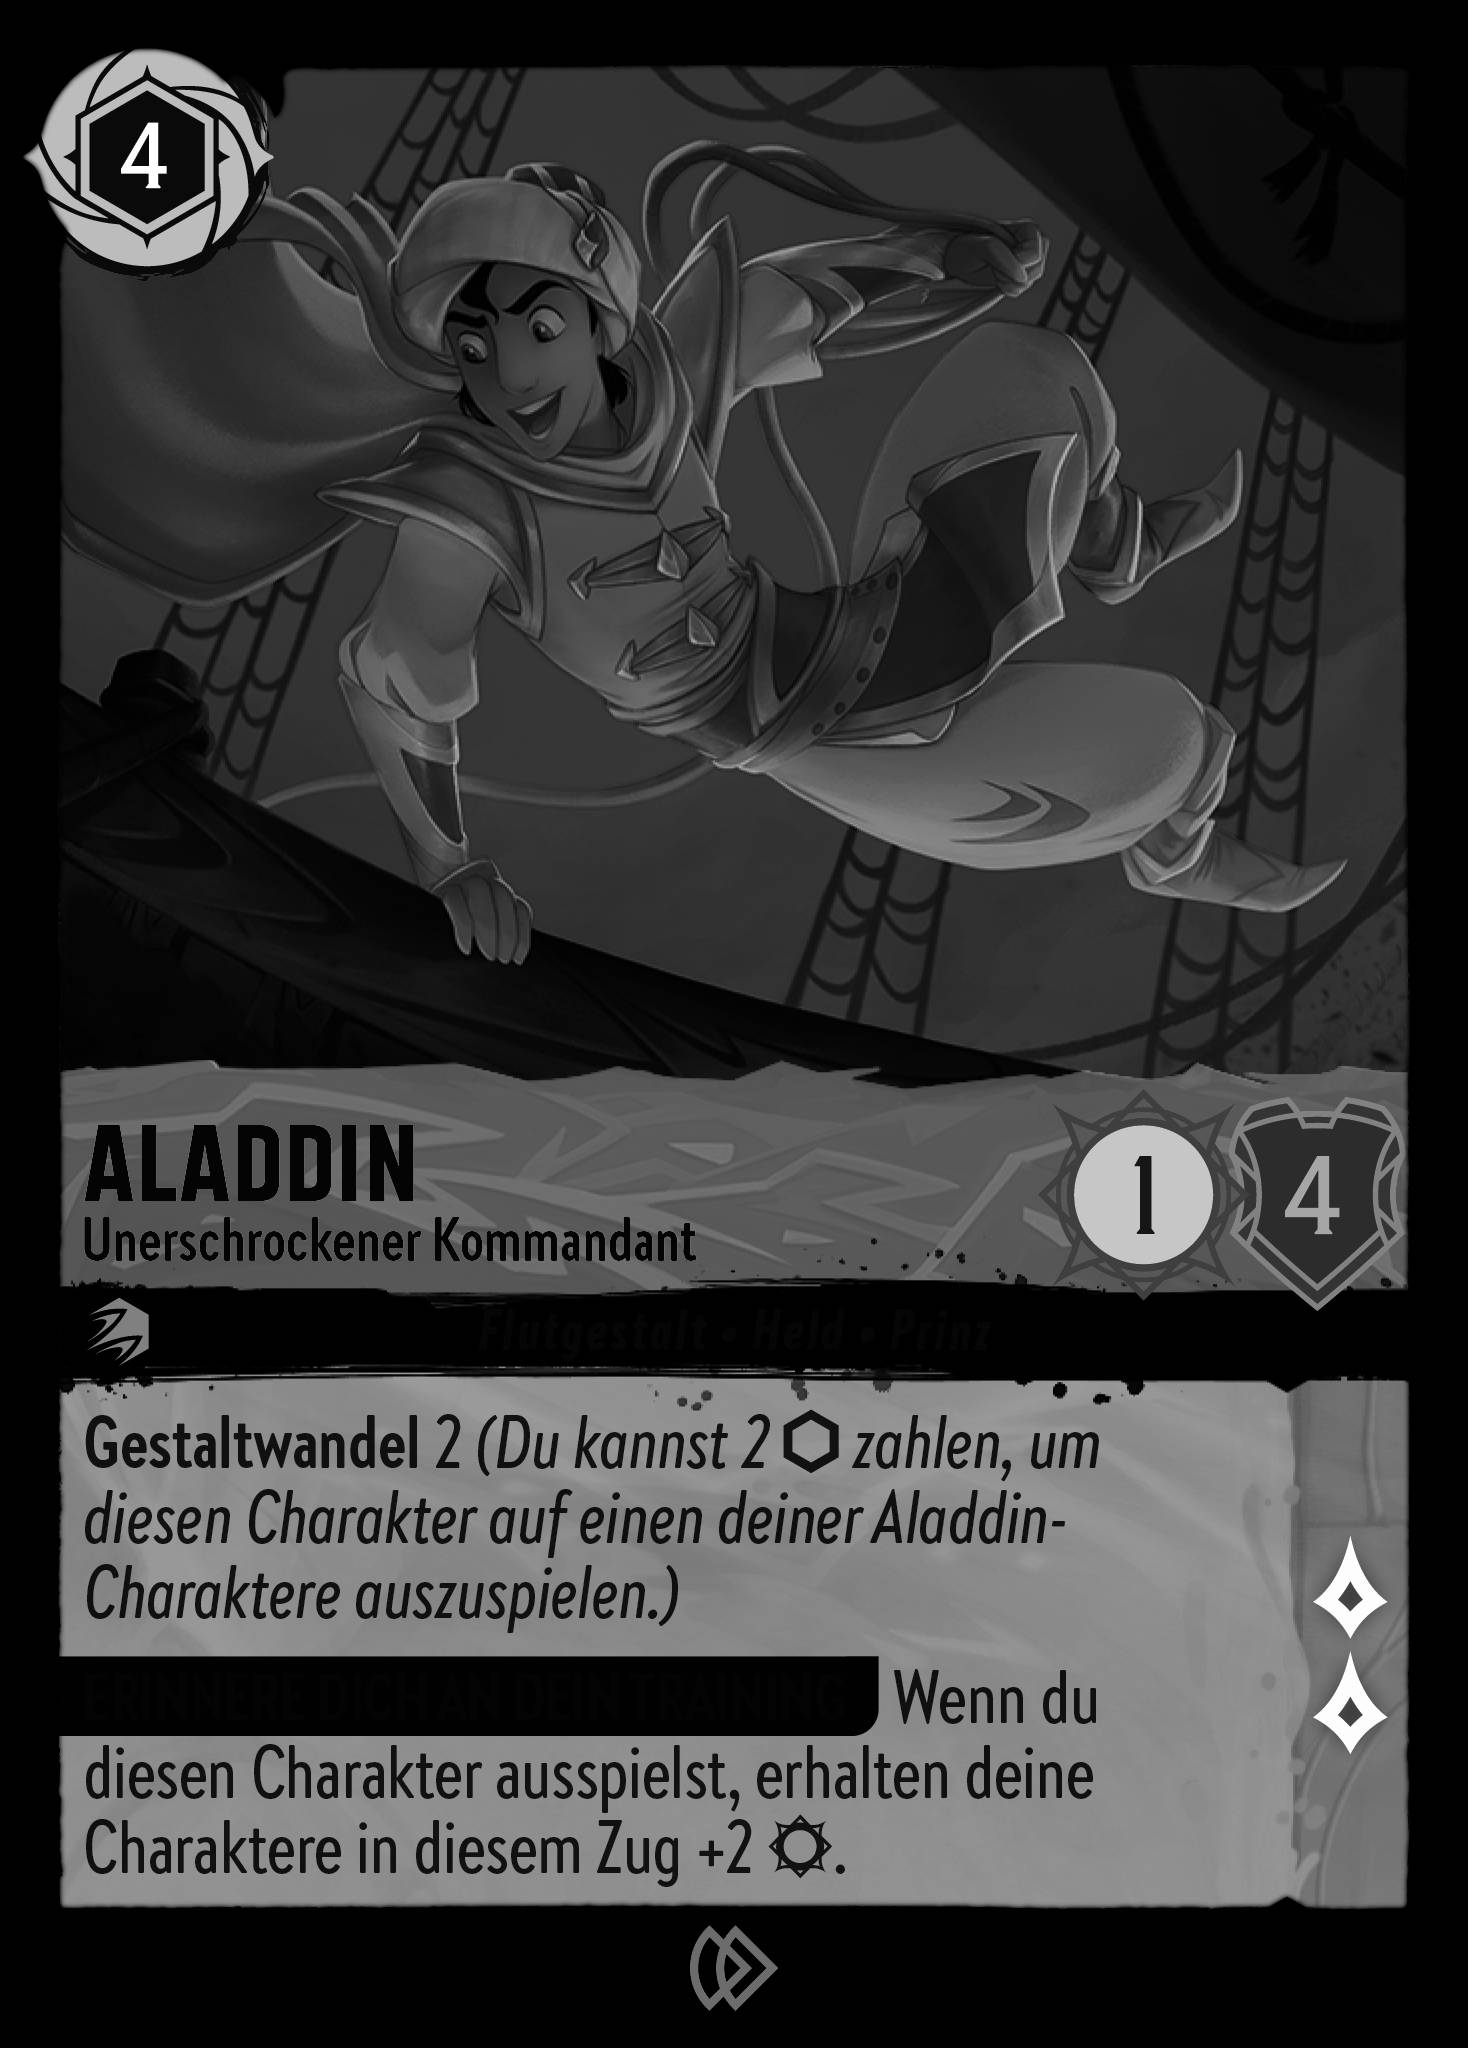 4
ALADDIN
Unerschrockener Kommandant
1 4
Flutgestalt • Held • Prinz
Gestaltwandel 2 (Du kannst 2 ⬡ zahlen, um
diesen Charakter auf einen deiner Aladdin-
Charaktere auszuspielen.)
ERINNERE DICH AN DEIN TRAINING Wenn du
diesen Charakter ausspielst, erhalten deine
Charaktere in diesem Zug +2 .